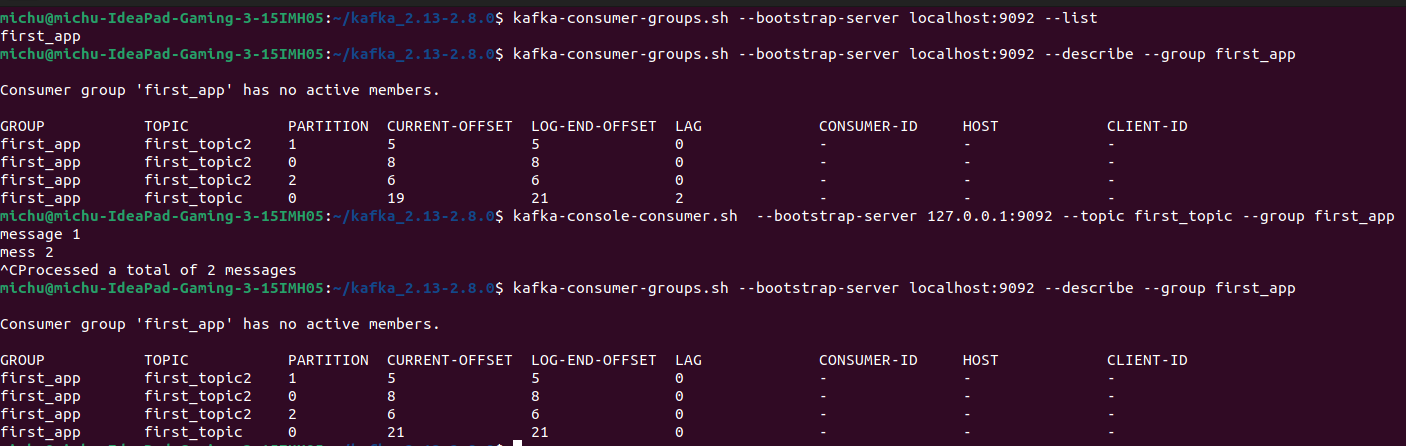 michu@michu-IdeaPad-Gaming-3-15IMH05:~/kafka_2.13-2.8.0$ kafka-consumer-groups.sh --bootstrap-server localhost:9092 --list
first_app
michu@michu-IdeaPad-Gaming-3-15IMH05:~/kafka_2.13-2.8.0$ kafka-consumer-groups.sh --bootstrap-server localhost:9092 --describe --group first_app
Consumer group 'first_app' has no active members.
GROUP TOPIC PARTITION CURRENT-OFFSET LOG-END-OFFSET LAG CONSUMER-ID HOST CLIENT-ID
first_app first_topic2 1 5 5 0 - - -
first_app first_topic2 0 8 8 0 - - -
first_app first_topic2 2 6 6 0 - - -
first_app first_topic 0 19 21 2 - - -
michu@michu-IdeaPad-Gaming-3-15IMH05:~/kafka_2.13-2.8.0$ kafka-console-consumer.sh  --bootstrap-server 127.0.0.1:9092 --topic first_topic --group first_app
message 1
mess 2
^CProcessed a total of 2 messages
michu@michu-IdeaPad-Gaming-3-15IMH05:~/kafka_2.13-2.8.0$ kafka-consumer-groups.sh --bootstrap-server localhost:9092 --describe --group first_app
Consumer group 'first_app' has no active members.
GROUP TOPIC PARTITION CURRENT-OFFSET LOG-END-OFFSET LAG CONSUMER-ID HOST CLIENT-ID
first_app first_topic2 1 5 5 0 - - -
first_app first_topic2 0 8 8 0 - - -
first_app first_topic2 2 6 6 0 - - -
first_app first_topic 0 21 21 0 - - -